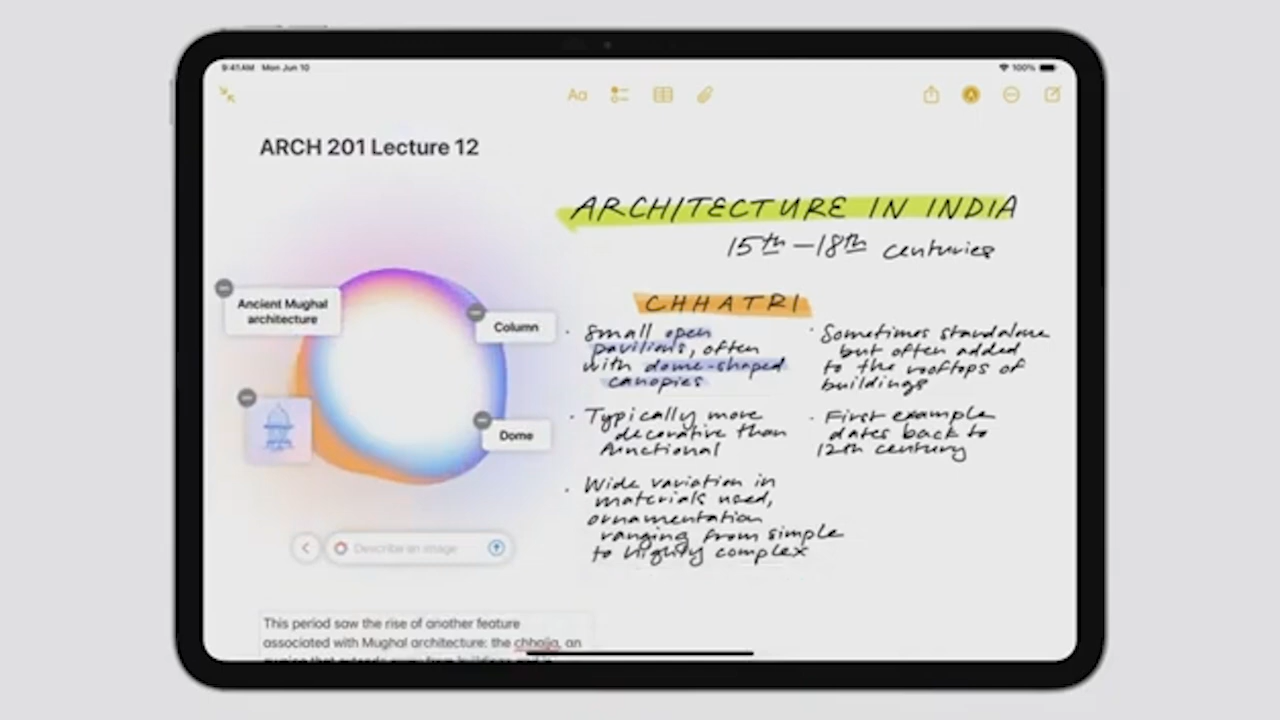 9:41 AM Mon Jun 10
100%
Aa
ARCH 201 Lecture 12
ARCHITECTURE IN INDIA
15th – 18th centuries
Ancient Mughal
architecture
Column
Dome
Describe an image
CHHATRI
· Small open
pavilions, often
with dome-shaped
canopies
· Typically more
decorative than
functional
· Wide variation in
materials used,
ornamentation
ranging from simple
to highly complex
· Sometimes standalone
but often added
to the rooftops of
buildings
· First example
dates back to
12th century
This period saw the rise of another feature
associated with Mughal architecture: the chhajja, an